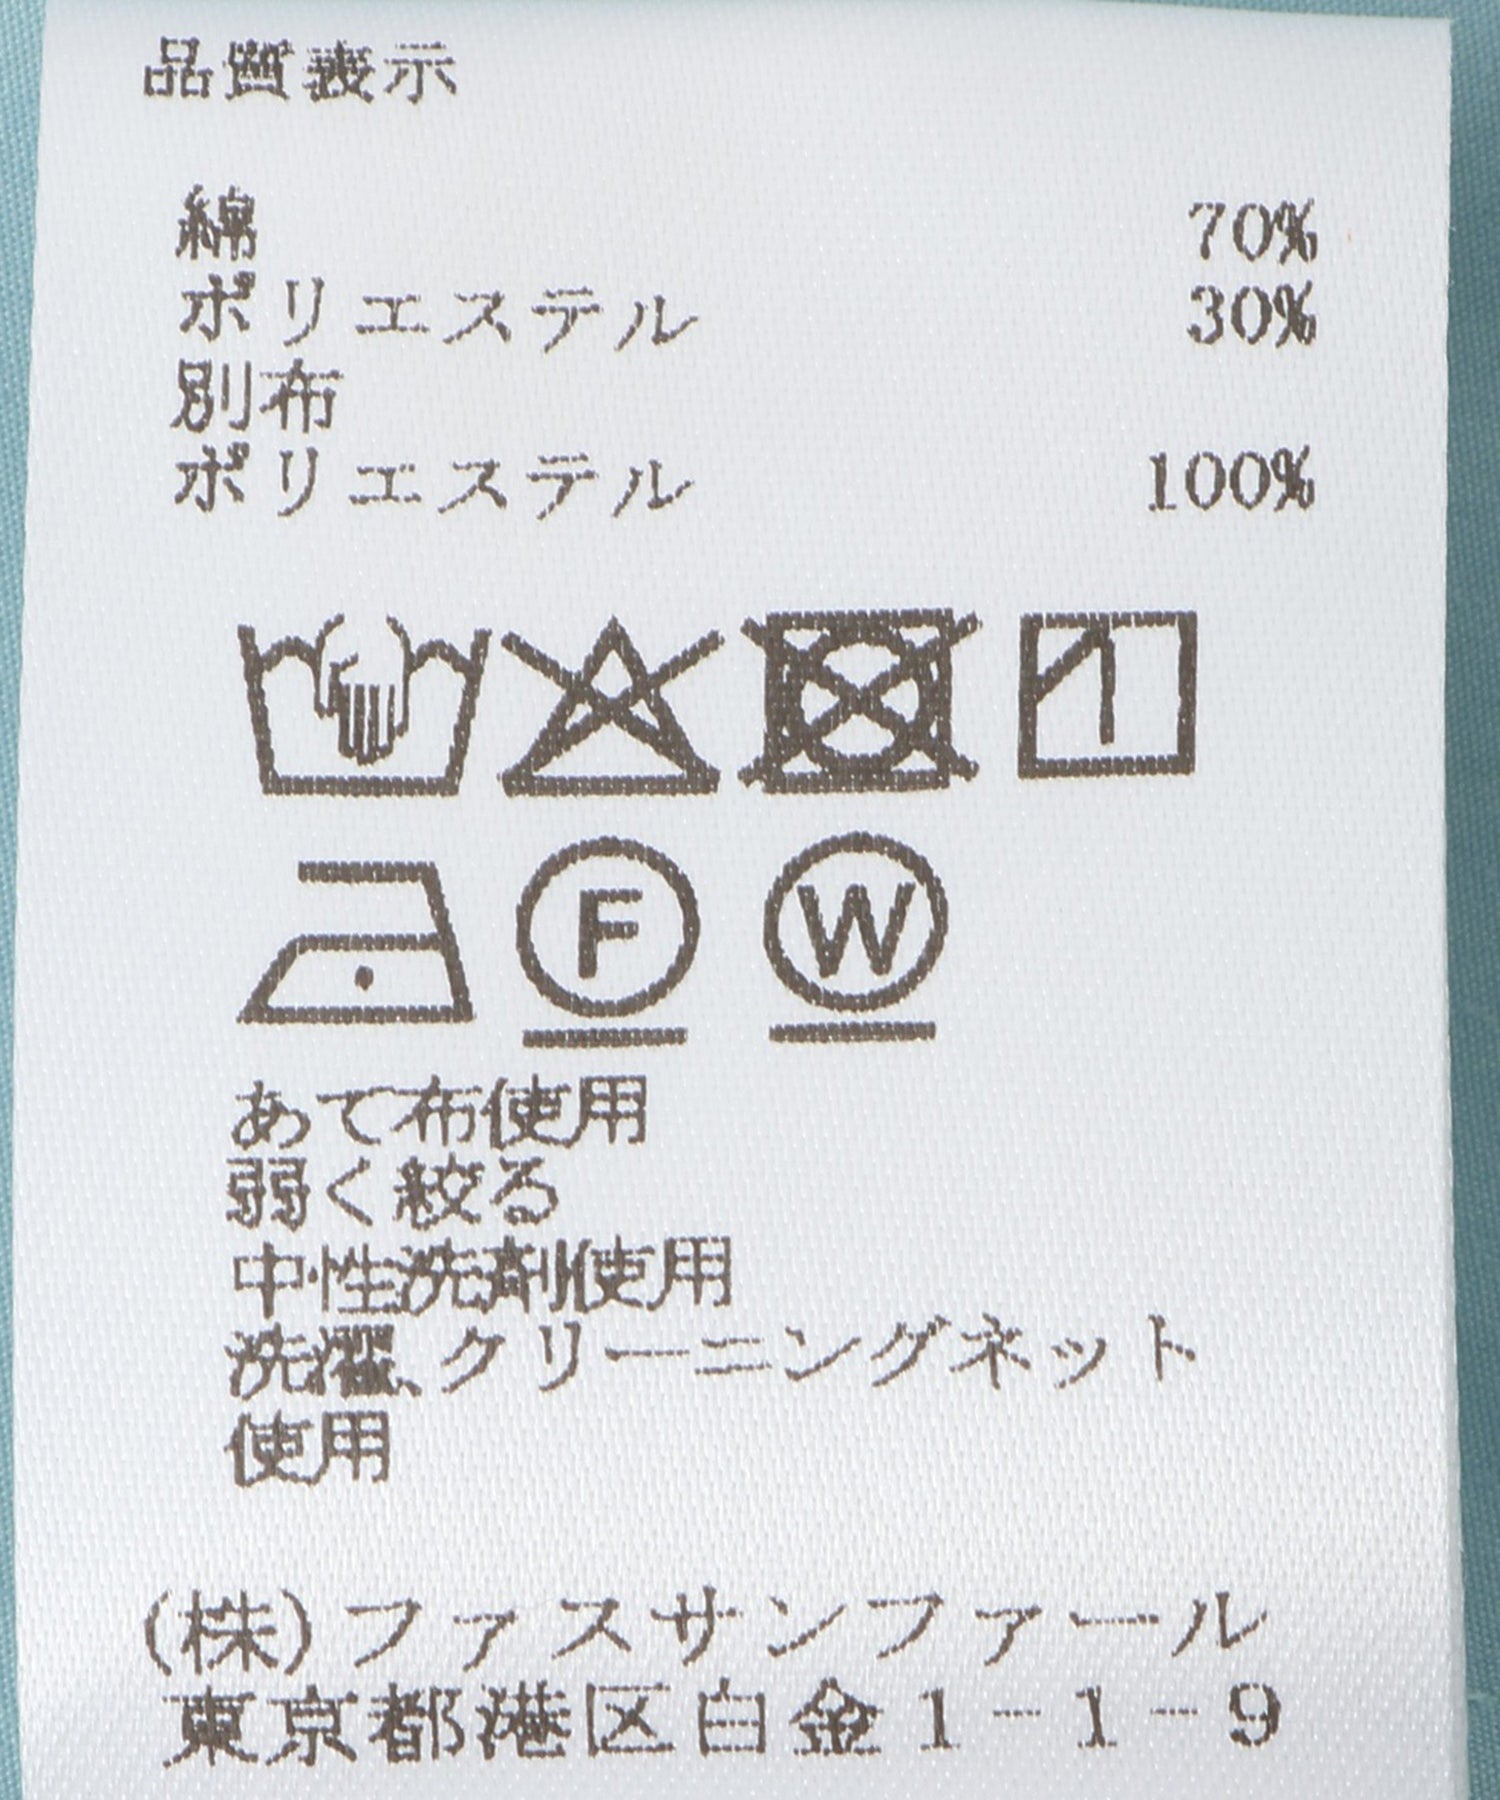 品質表示
綿 70%
ポリエステル 30%
別布
ポリエステル 100%
F W
あて布使用
弱く絞る
中性洗剤使用
洗濯、クリーニングネット
使用
(株)ファスサンファール
東京都港区白金1-1-9